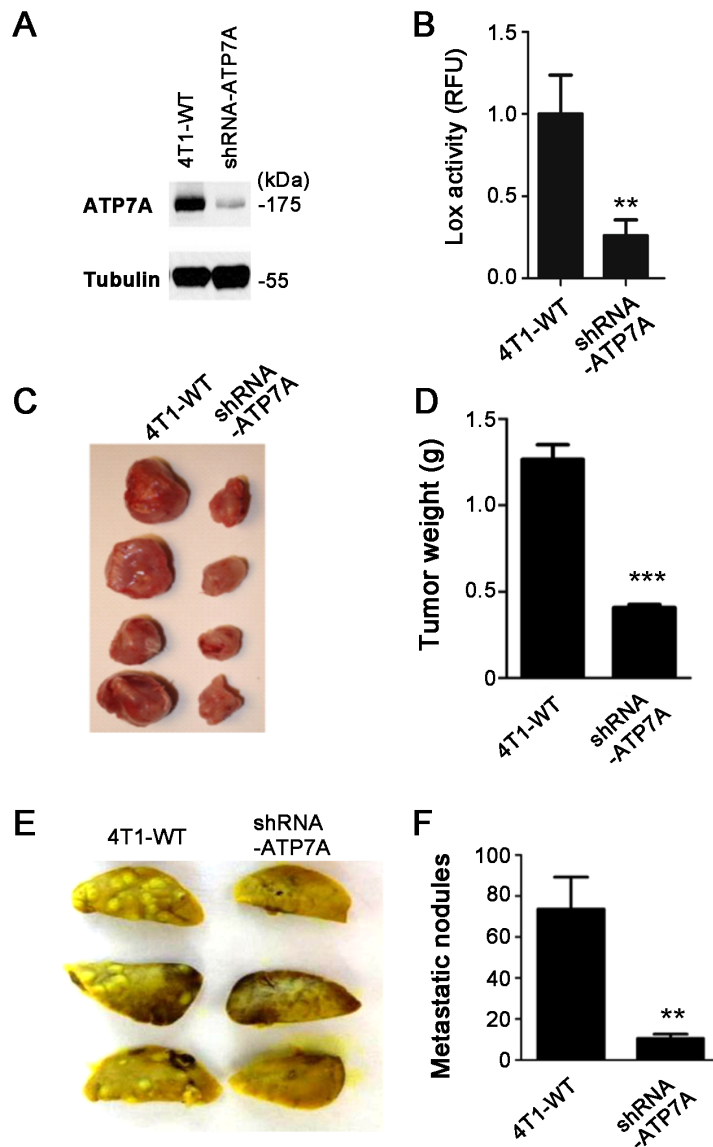 A
4T1-WT
shRNA-ATP7A
(kDa)
ATP7A
-175
Tubulin
-55
B
Lox activity (RFU)
1.5
1.0
0.5
0.0
**
4T1-WT
shRNA
-ATP7A
C
4T1-WT
shRNA
-ATP7A
D
Tumor weight (g)
1.5
1.0
0.5
0
***
4T1-WT
shRNA
-ATP7A
E
4T1-WT
shRNA
-ATP7A
F
Metastatic nodules
100
80
60
40
20
0
**
4T1-WT
shRNA
-ATP7A